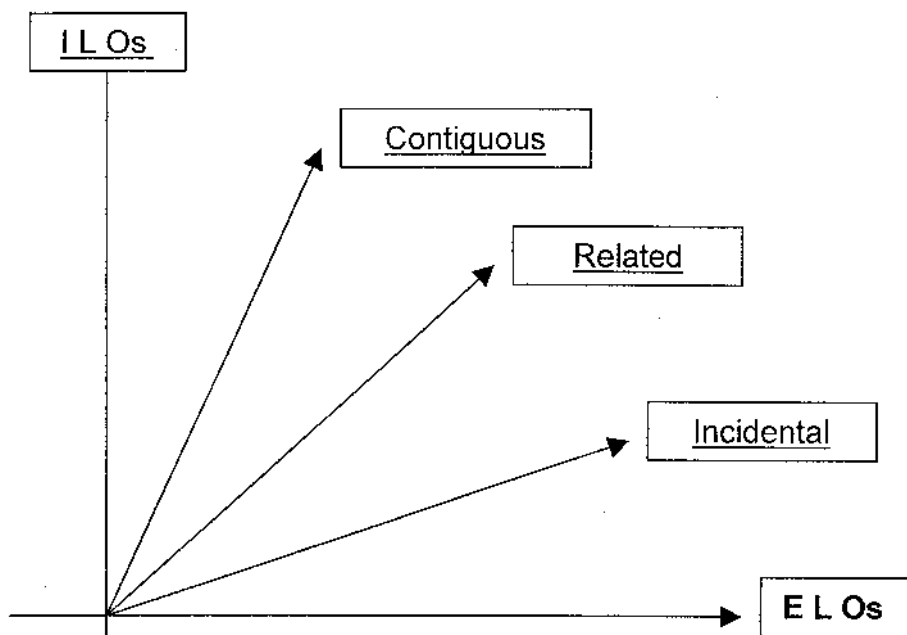 I L Os
Contiguous
Related
Incidental
E L Os